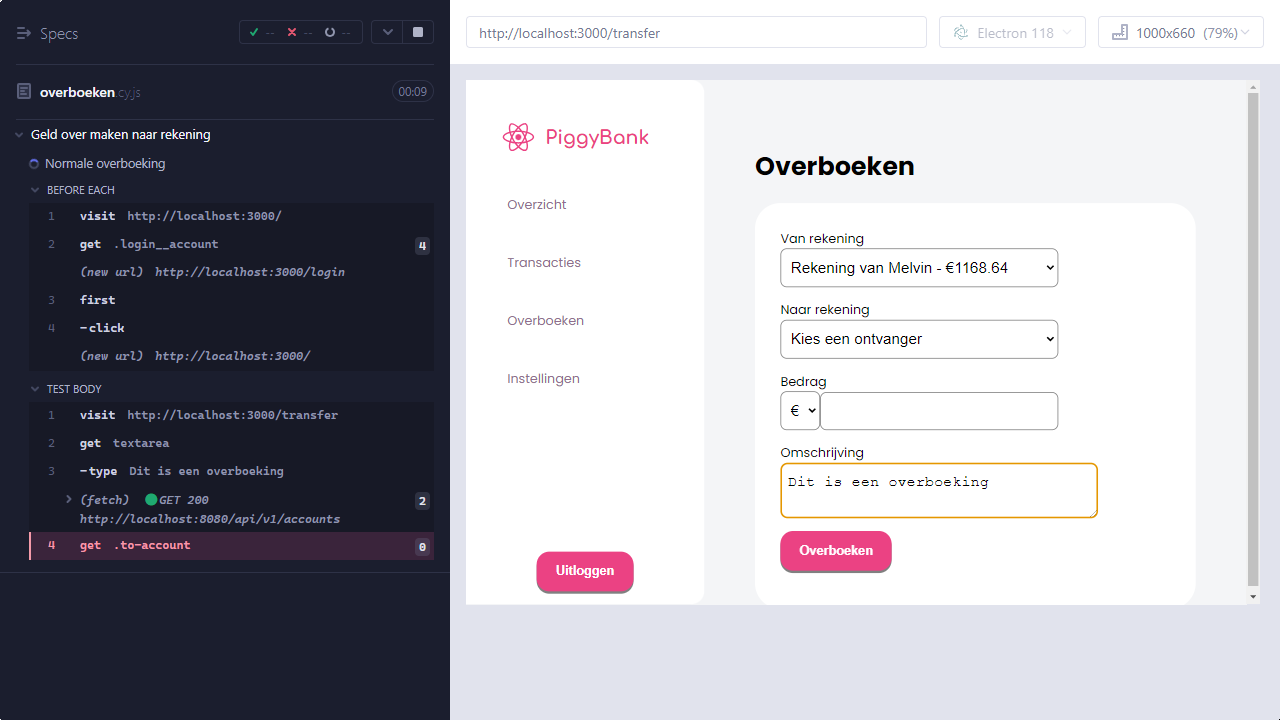 Specs
-- -- --
overboeken.cy.js
00:09
Geld over maken naar rekening
Normale overboeking
BEFORE EACH
1 visit http://localhost:3000/
2 get .login__account 4
(new url) http://localhost:3000/login
3 first
4 -click
(new url) http://localhost:3000/
TEST BODY
1 visit http://localhost:3000/transfer
2 get textarea
3 -type Dit is een overboeking
(fetch) GET 200 2
http://localhost:8080/api/v1/accounts
4 get .to-account 0
http://localhost:3000/transfer
Electron 118
1000x660 (79%)
PiggyBank
Overzicht
Transacties
Overboeken
Instellingen
Uitloggen
Overboeken
Van rekening
Rekening van Melvin - €1168.64
Naar rekening
Kies een ontvanger
Bedrag
€
Omschrijving
Dit is een overboeking
Overboeken